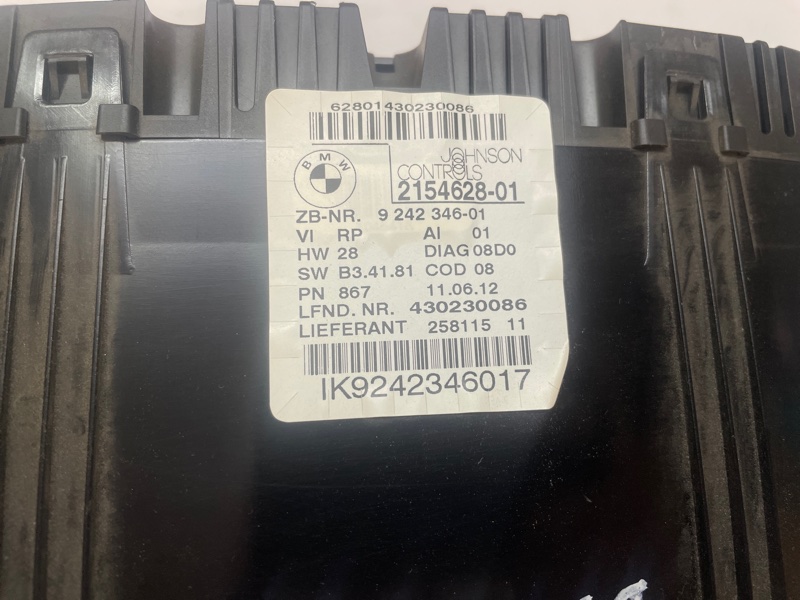 62801430230086
BMW
JOHNSON
CONTROLS
2154628-01
ZB-NR. 9 242 346-01
VI RP AI 01
HW 28 DIAG 08D0
SW B3.41.81 COD 08
PN 867 11.06.12
LFND. NR. 430230086
LIEFERANT 258115 11
IK9242346017